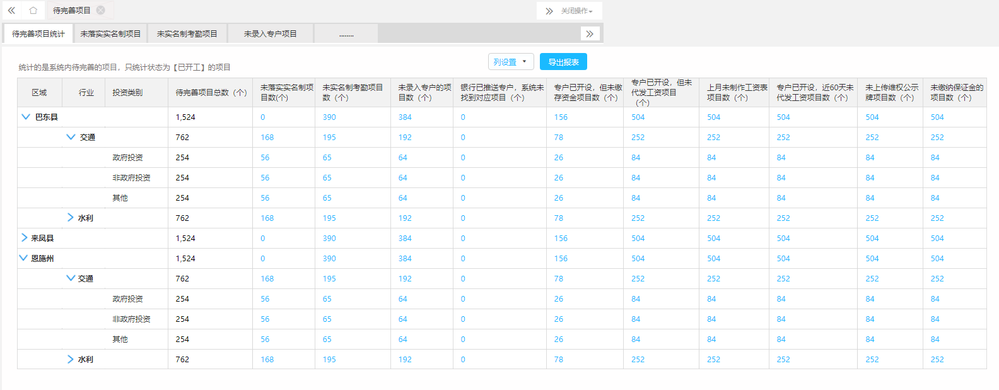 待完善项目
关闭操作
待完善项目统计 未落实实名制项目 未实名制考勤项目 未录入专户项目 ........
统计的是系统内待完善的项目，只统计状态为【已开工】的项目
列设置 导出报表
区域 行业 投资类别 待完善项目总数（个） 未落实实名制项目数(个) 未实名制考勤项目数（个） 未录入专户的项目数（个） 银行已推送专户，系统未找到对应项目（个） 专户已开设，但未缴存资金项目数（个） 专户已开设，但未代发工资项目（个） 上月未制作工资表项目数（个） 专户已开设，近60天未代发工资项目数（个） 未上传维权公示牌项目数（个） 未缴纳保证金的项目数（个）
巴东县 1,524 0 390 384 0 156 504 504 504 504 504
交通 762 168 195 192 0 78 252 252 252 252 252
政府投资 254 56 65 64 0 26 84 84 84 84 84
非政府投资 254 56 65 64 0 26 84 84 84 84 84
其他 254 56 65 64 0 26 84 84 84 84 84
水利 762 168 195 192 0 78 252 252 252 252 252
来凤县 1,524 0 390 384 0 156 504 504 504 504 504
恩施州 1,524 0 390 384 0 156 504 504 504 504 504
交通 762 168 195 192 0 78 252 252 252 252 252
政府投资 254 56 65 64 0 26 84 84 84 84 84
非政府投资 254 56 65 64 0 26 84 84 84 84 84
其他 254 56 65 64 0 26 84 84 84 84 84
水利 762 168 195 192 0 78 252 252 252 252 252